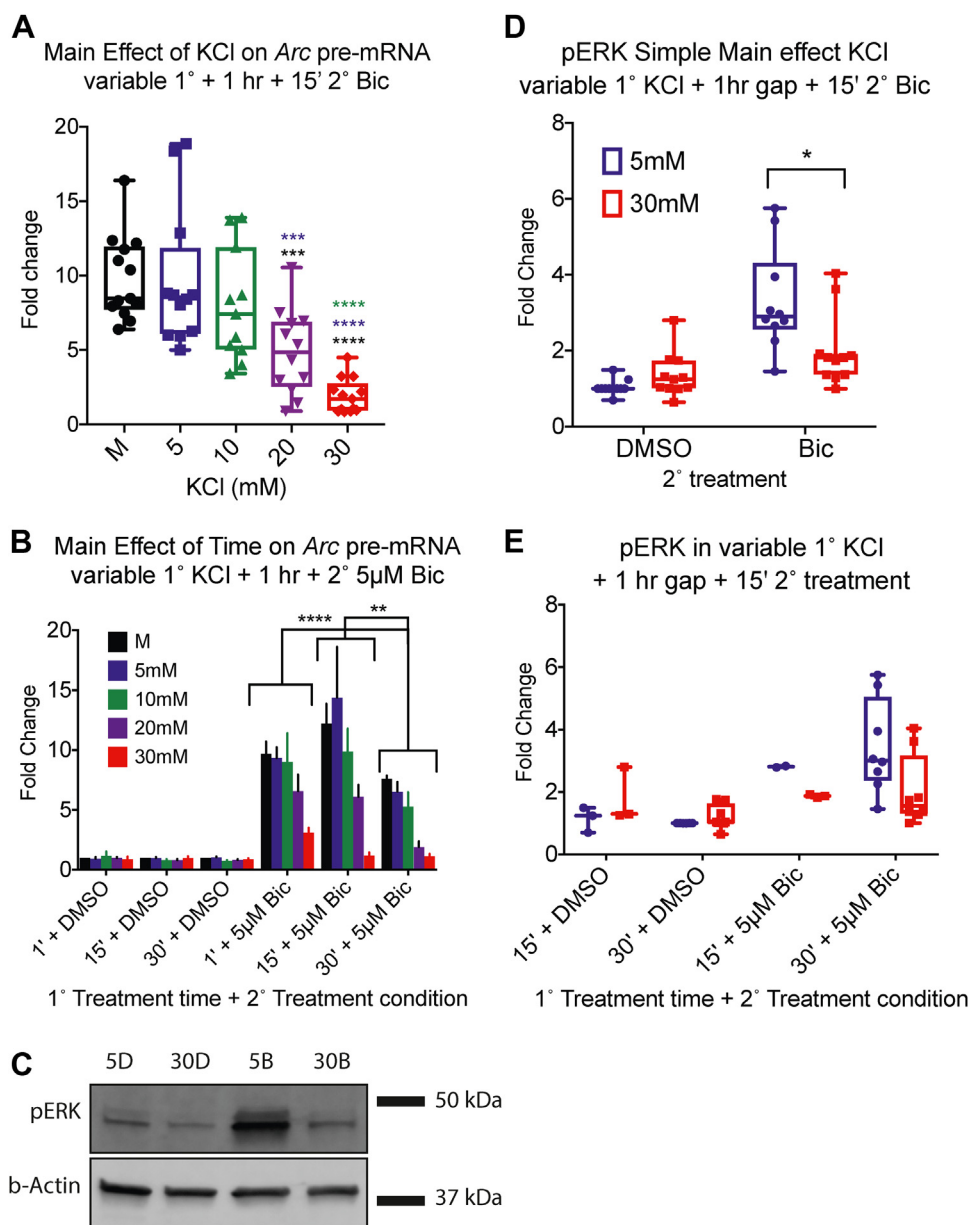 A
Main Effect of KCl on Arc pre-mRNA
variable 1° + 1 hr + 15' 2° Bic
Fold change
20
15
10
5
0
***
***
****
****
****
M
5
10
20
30
KCl (mM)
B
Main Effect of Time on Arc pre-mRNA
variable 1° KCl + 1 hr + 2° 5µM Bic
Fold Change
20
15
10
5
0
M
5mM
10mM
20mM
30mM
****
**
1' + DMSO
15' + DMSO
30' + DMSO
1' + 5µM Bic
15' + 5µM Bic
30' + 5µM Bic
1° Treatment time + 2° Treatment condition
C
5D 30D 5B 30B
pERK
50 kDa
b-Actin
37 kDa
D
pERK Simple Main effect KCl
variable 1° KCl + 1hr gap + 15' 2° Bic
Fold Change
8
6
4
2
0
5mM
30mM
*
DMSO
Bic
2° treatment
E
pERK in variable 1° KCl
+ 1 hr gap + 15' 2° treatment
Fold Change
8
6
4
2
0
15' + DMSO
30' + DMSO
15' + 5µM Bic
30' + 5µM Bic
1° Treatment time + 2° Treatment condition